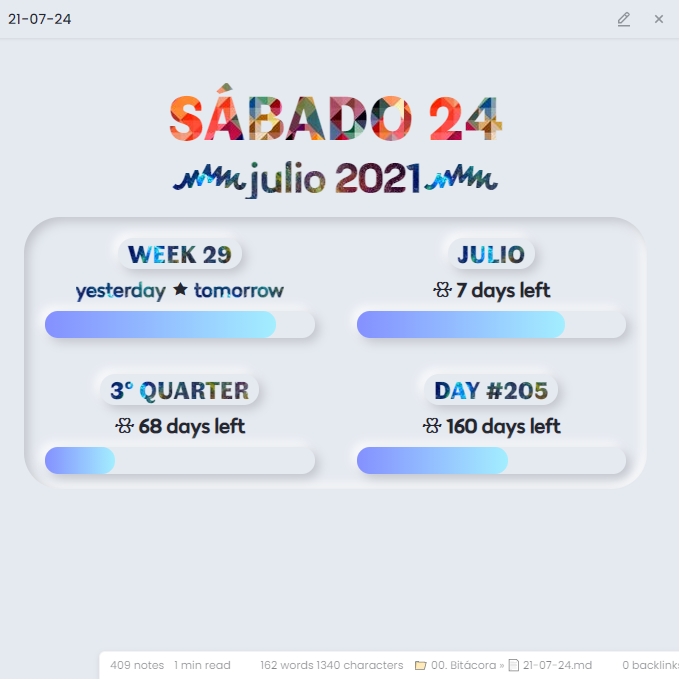 21-07-24
SÁBADO 24
julio 2021
WEEK 29
yesterday ★ tomorrow
JULIO
7 days left
3° QUARTER
68 days left
DAY #205
160 days left
409 notes 1 min read 162 words 1340 characters 00. Bitácora » 21-07-24.md 0 backlinks